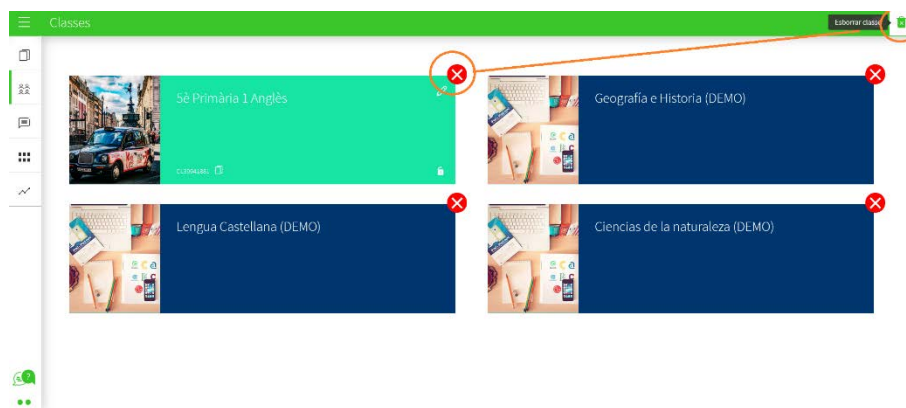 Classes
Esborrar classe
5è Primària 1 Anglès
Geografía e Historia (DEMO)
Lengua Castellana (DEMO)
Ciencias de la naturaleza (DEMO)
?